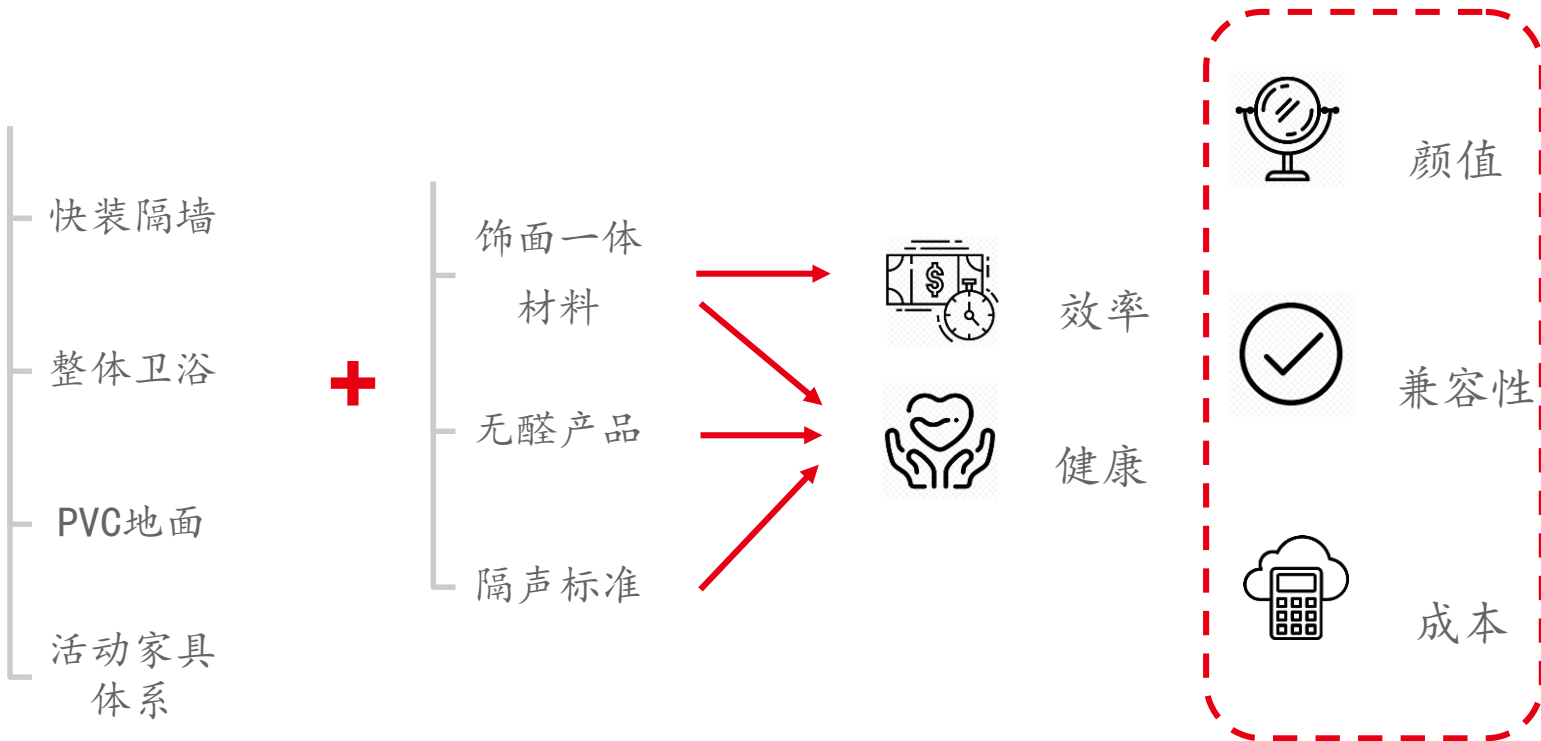 快装隔墙
整体卫浴
PVC地面
活动家具
体系
饰面一体
材料
无醛产品
隔声标准
效率
健康
颜值
兼容性
成本